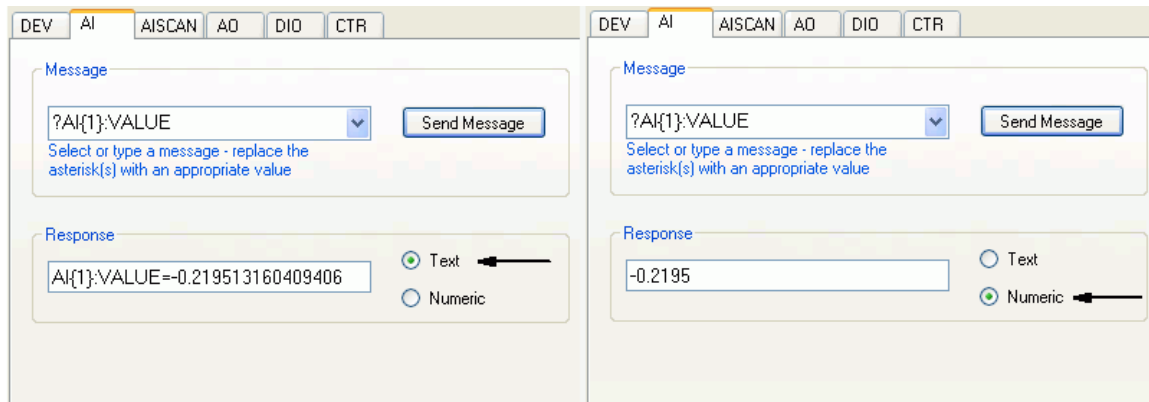 DEV AI AISCAN AO DIO CTR
Message
?AI{1}:VALUE
Send Message
Select or type a message - replace the
asterisk(s) with an appropriate value
Response
AI{1}:VALUE=-0.219513160409406
Text
Numeric
DEV AI AISCAN AO DIO CTR
Message
?AI{1}:VALUE
Send Message
Select or type a message - replace the
asterisk(s) with an appropriate value
Response
-0.2195
Text
Numeric